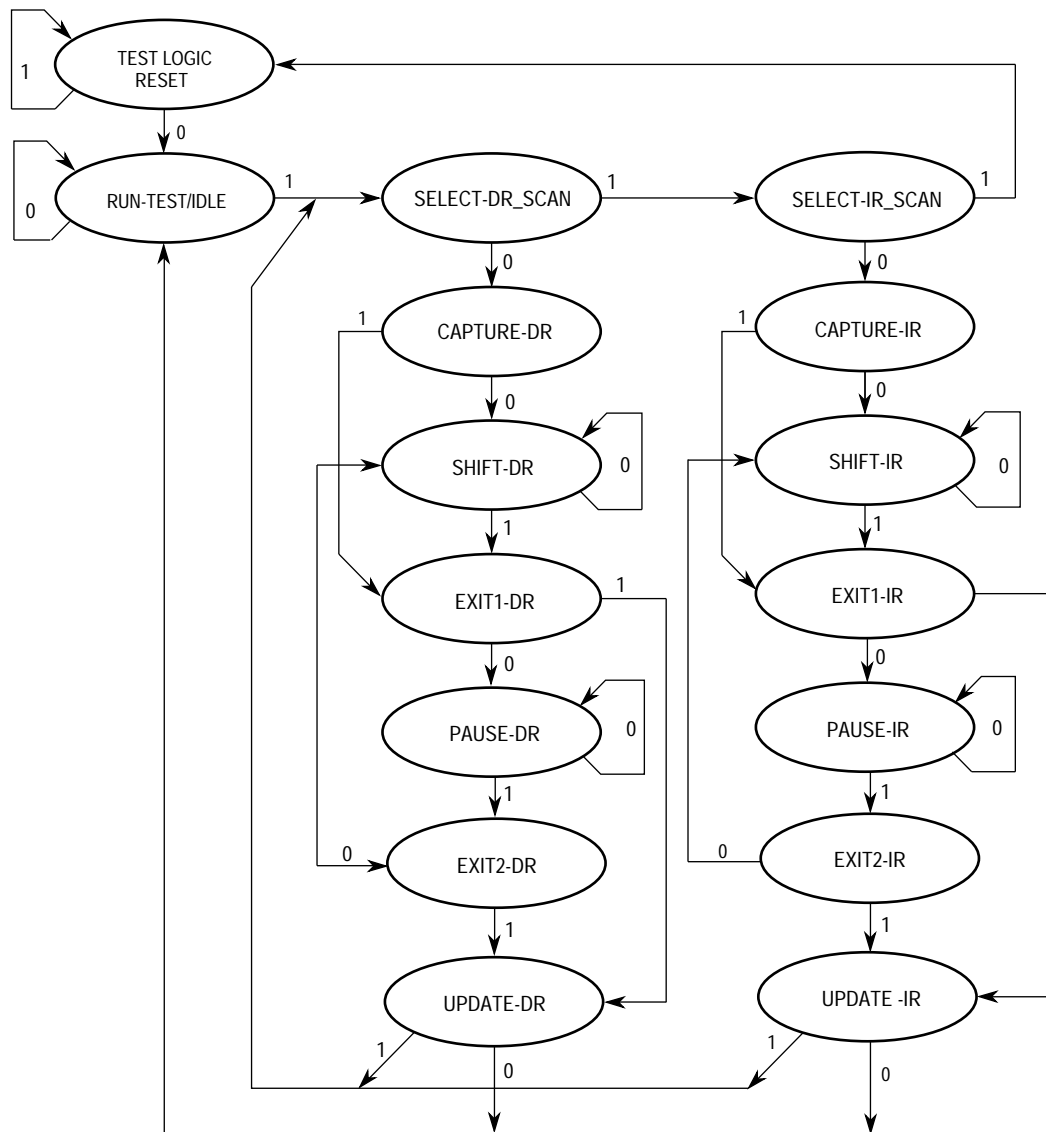 TEST LOGIC
RESET
1
0
RUN-TEST/IDLE
0
1
SELECT-DR_SCAN
1
SELECT-IR_SCAN
1
0
0
1
CAPTURE-DR
1
CAPTURE-IR
0
0
SHIFT-DR
0
SHIFT-IR
0
1
1
EXIT1-DR
1
EXIT1-IR
0
0
PAUSE-DR
0
PAUSE-IR
0
1
1
0
EXIT2-DR
0
EXIT2-IR
1
1
UPDATE-DR
UPDATE -IR
1
0
1
0